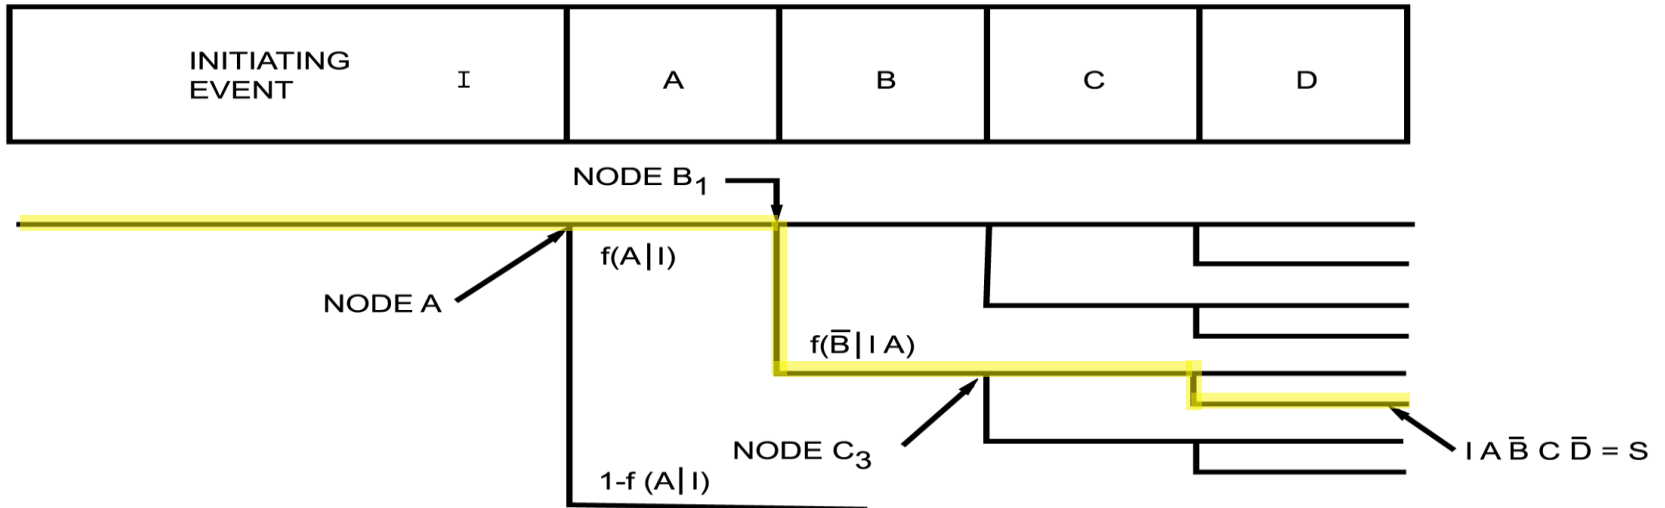 INITIATING
EVENT I A B C D
NODE B₁
f(A|I)
NODE A
f(B̅|I A)
NODE C₃
I A B̅ C D̅ = S
1-f (A|I)